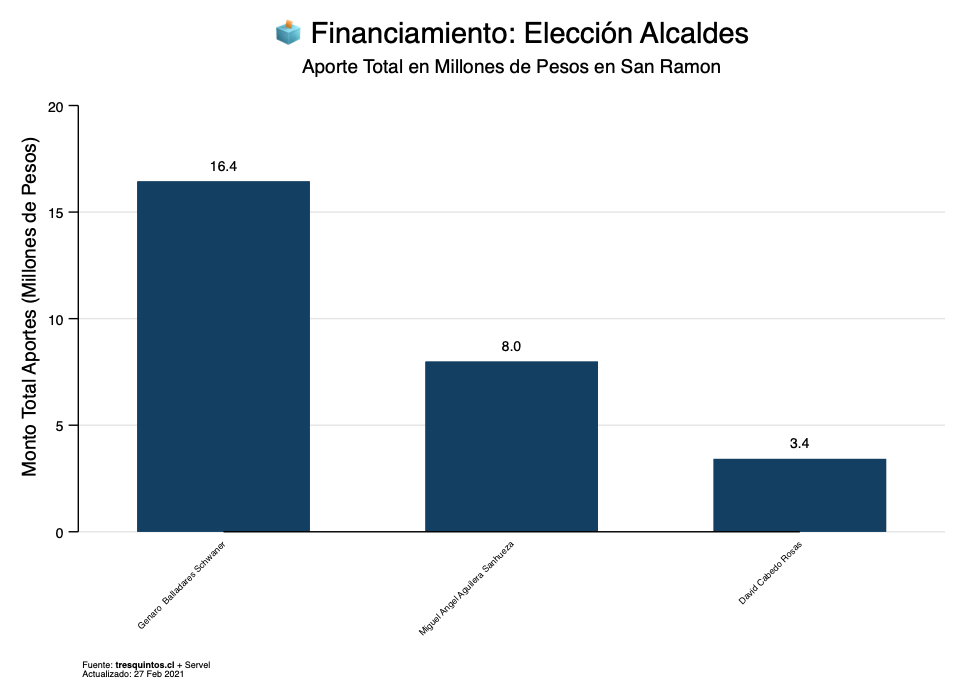 Financiamiento: Elección Alcaldes
Aporte Total en Millones de Pesos en San Ramon
Monto Total Aportes (Millones de Pesos)
20
15
10
5
0
16.4
8.0
3.4
Genaro  Balladares Schwaner
Miguel Angel Aguilera Sanhueza
David Cabedo Rosas
Fuente: tresquintos.cl + Servel
Actualizado: 27 Feb 2021